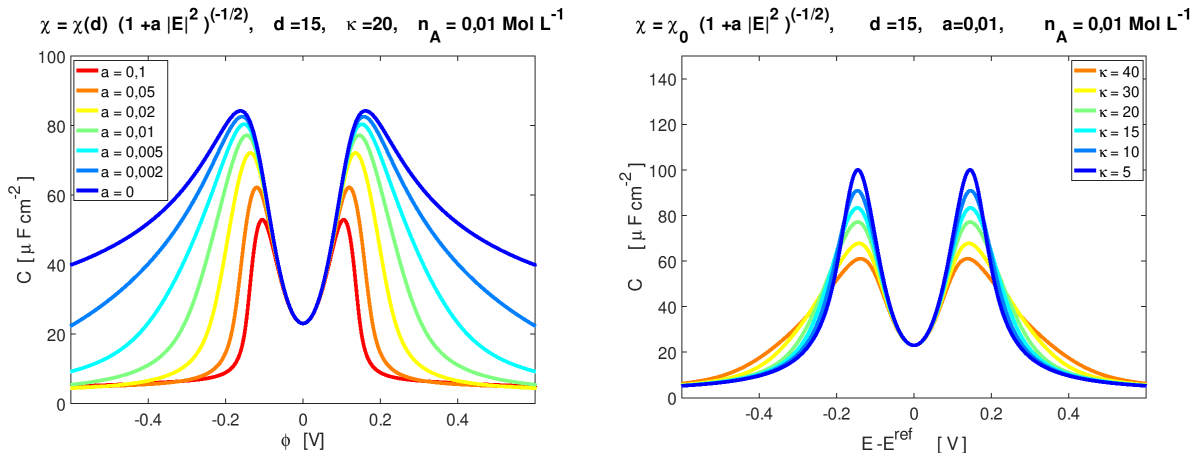 χ = χ(d) (1 +a |E|² )^(-1/2), d =15, κ =20, n_A = 0,01 Mol L^-1
100
80
60
40
20
0
C [ μ F cm^-2]
a = 0,1
a = 0,05
a = 0,02
a = 0,01
a = 0,005
a = 0,002
a = 0
-0.4 -0.2 0 0.2 0.4
ϕ [V]
χ = χ_0 (1 +a |E|² )^(-1/2), d =15, a=0,01, n_A = 0,01 Mol L^-1
140
120
100
80
60
40
20
0
C [ μ F cm^-2]
κ = 40
κ = 30
κ = 20
κ = 15
κ = 10
κ = 5
-0.4 -0.2 0 0.2 0.4
E -E^ref [ V ]